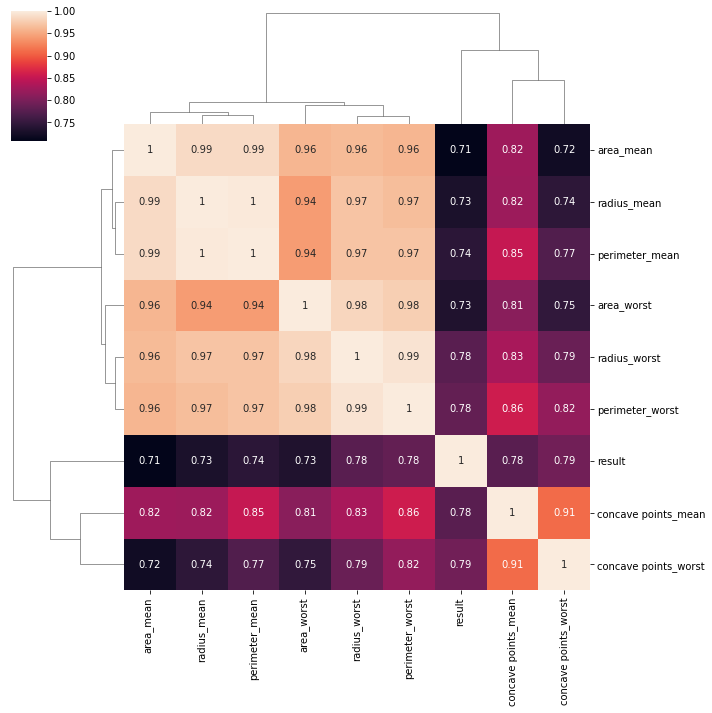 1.00
0.95
0.90
0.85
0.80
0.75
1 0.99 0.99 0.96 0.96 0.96 0.71 0.82 0.72 area_mean
0.99 1 1 0.94 0.97 0.97 0.73 0.82 0.74 radius_mean
0.99 1 1 0.94 0.97 0.97 0.74 0.85 0.77 perimeter_mean
0.96 0.94 0.94 1 0.98 0.98 0.73 0.81 0.75 area_worst
0.96 0.97 0.97 0.98 1 0.99 0.78 0.83 0.79 radius_worst
0.96 0.97 0.97 0.98 0.99 1 0.78 0.86 0.82 perimeter_worst
0.71 0.73 0.74 0.73 0.78 0.78 1 0.78 0.79 result
0.82 0.82 0.85 0.81 0.83 0.86 0.78 1 0.91 concave points_mean
0.72 0.74 0.77 0.75 0.79 0.82 0.79 0.91 1 concave points_worst
area_mean
radius_mean
perimeter_mean
area_worst
radius_worst
perimeter_worst
result
concave points_mean
concave points_worst